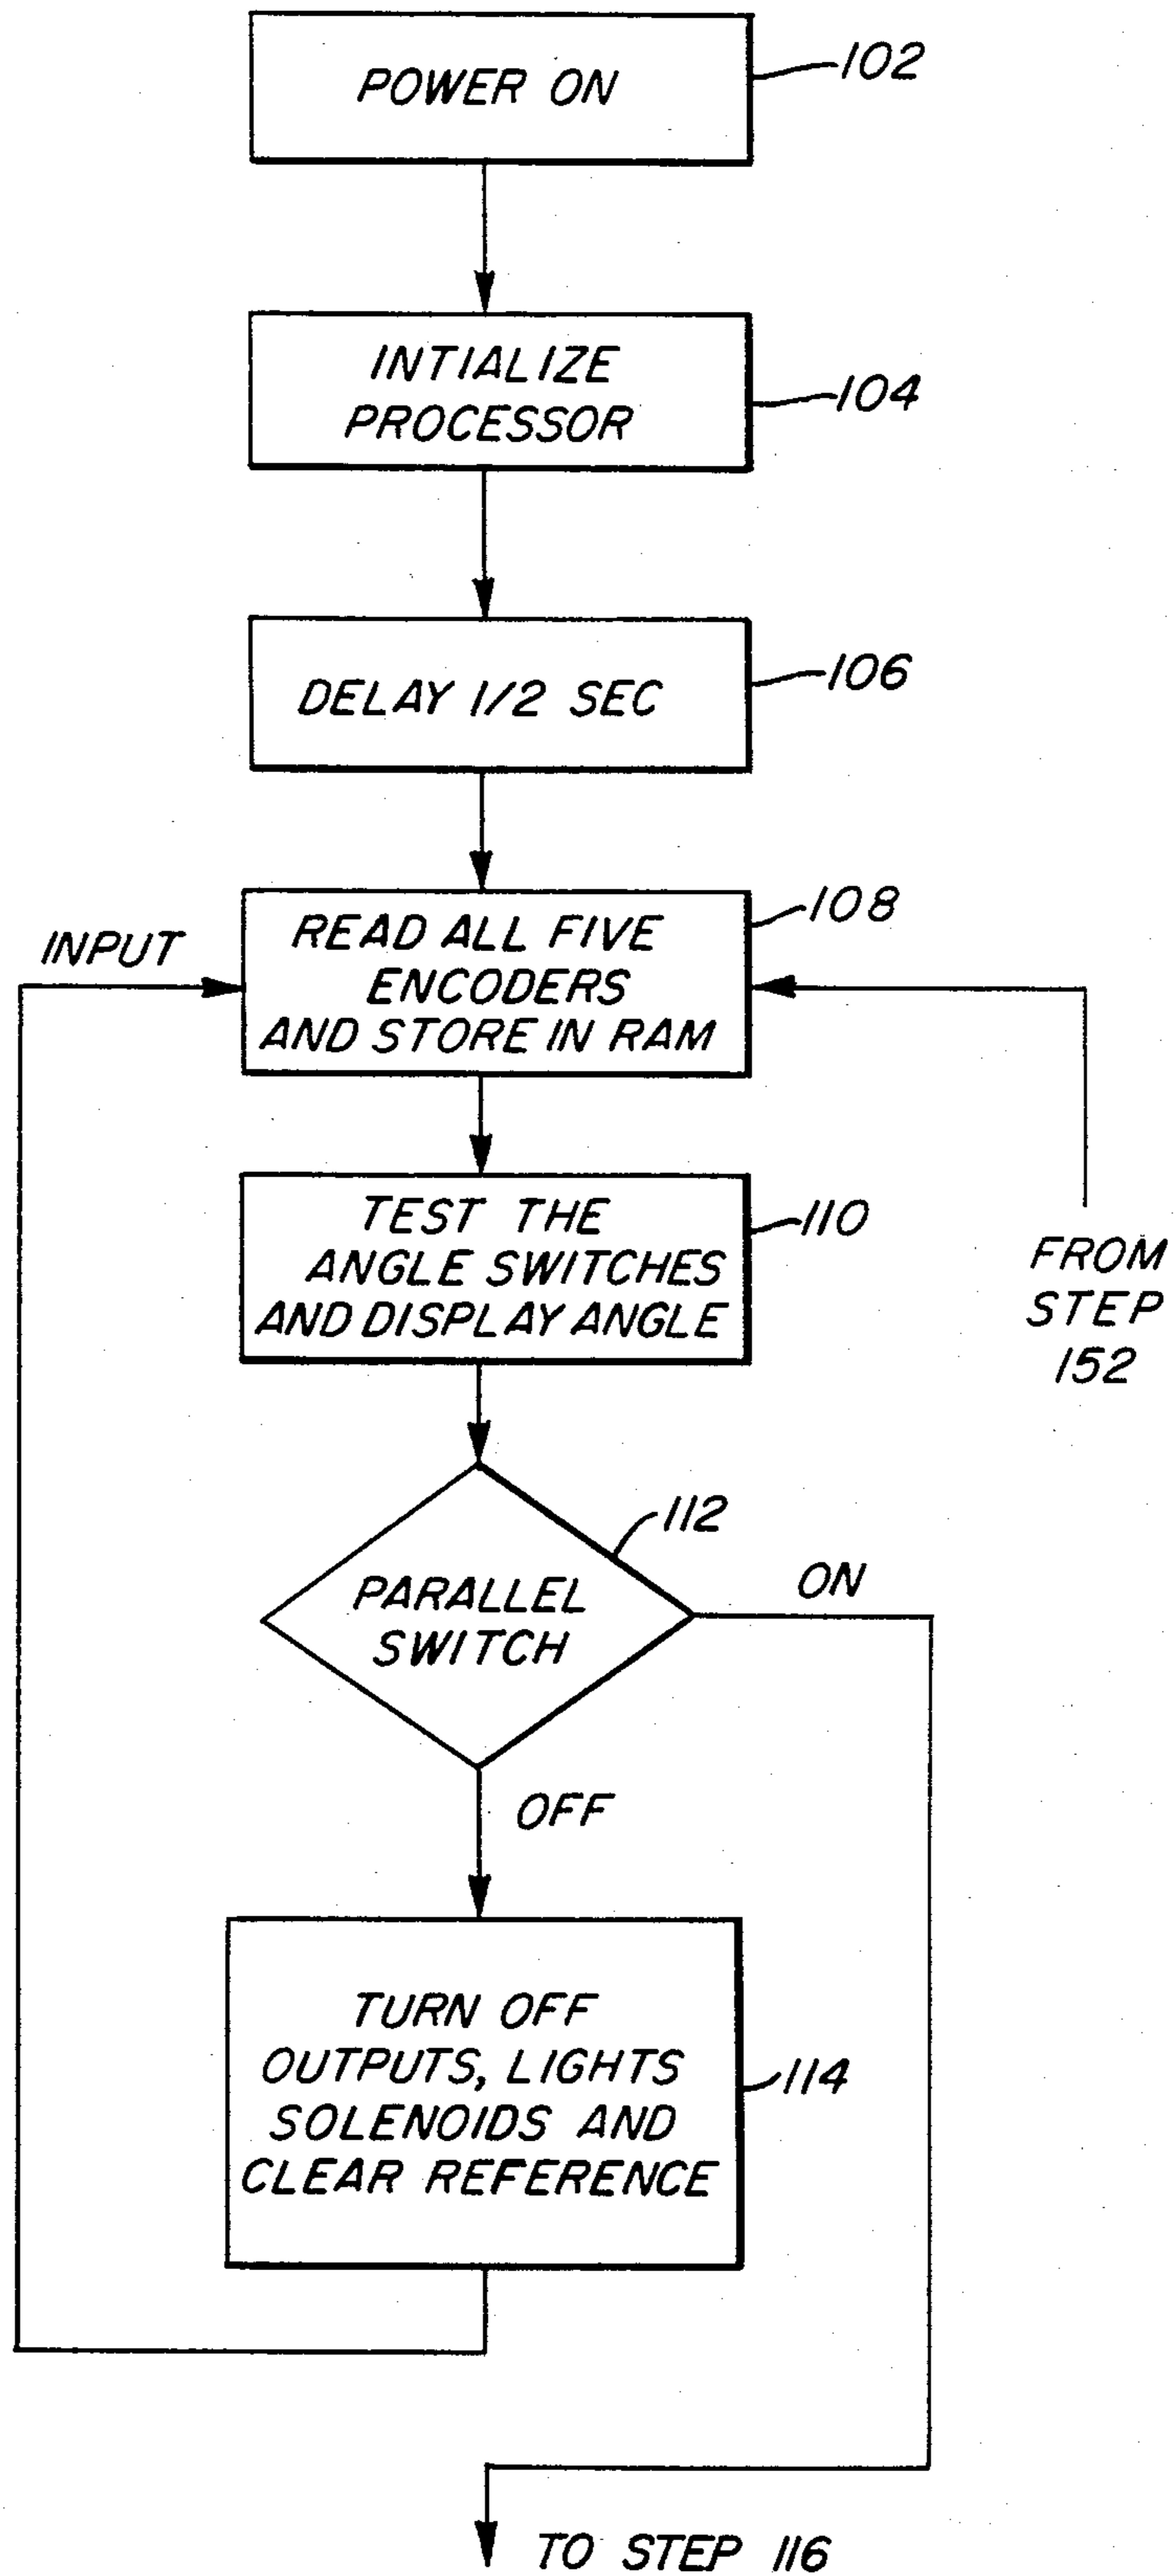 POWER ON
102
INTIALIZE
PROCESSOR
104
DELAY 1/2 SEC
106
INPUT
READ ALL FIVE
ENCODERS
AND STORE IN RAM
108
TEST THE
ANGLE SWITCHES
AND DISPLAY ANGLE
110
FROM
STEP
152
PARALLEL
SWITCH
112
ON
OFF
TURN OFF
OUTPUTS, LIGHTS
SOLENOIDS AND
CLEAR REFERENCE
114
TO STEP 116